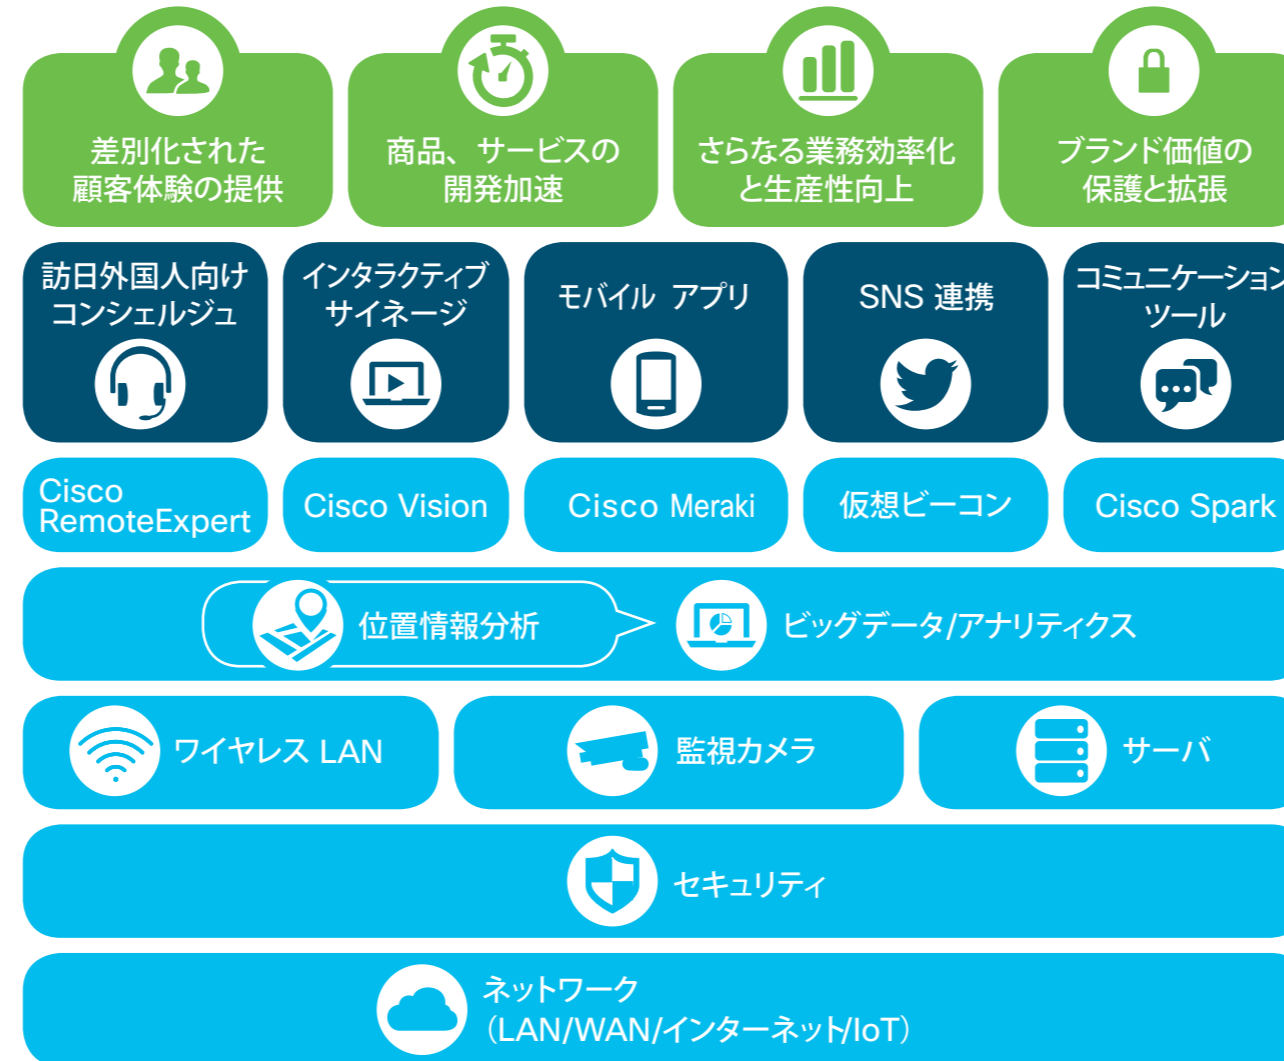 差別化された
顧客体験の提供
商品、サービスの
開発加速
さらなる業務効率化
と生産性向上
ブランド価値の
保護と拡張
訪日外国人向け
コンシェルジュ
インタラクティブ
サイネージ
モバイル アプリ
SNS 連携
コミュニケーション
ツール
Cisco
RemoteExpert
Cisco Vision
Cisco Meraki
仮想ビーコン
Cisco Spark
位置情報分析
ビッグデータ/アナリティクス
ワイヤレス LAN
監視カメラ
サーバ
セキュリティ
ネットワーク
（LAN/WAN/インターネット/IoT）